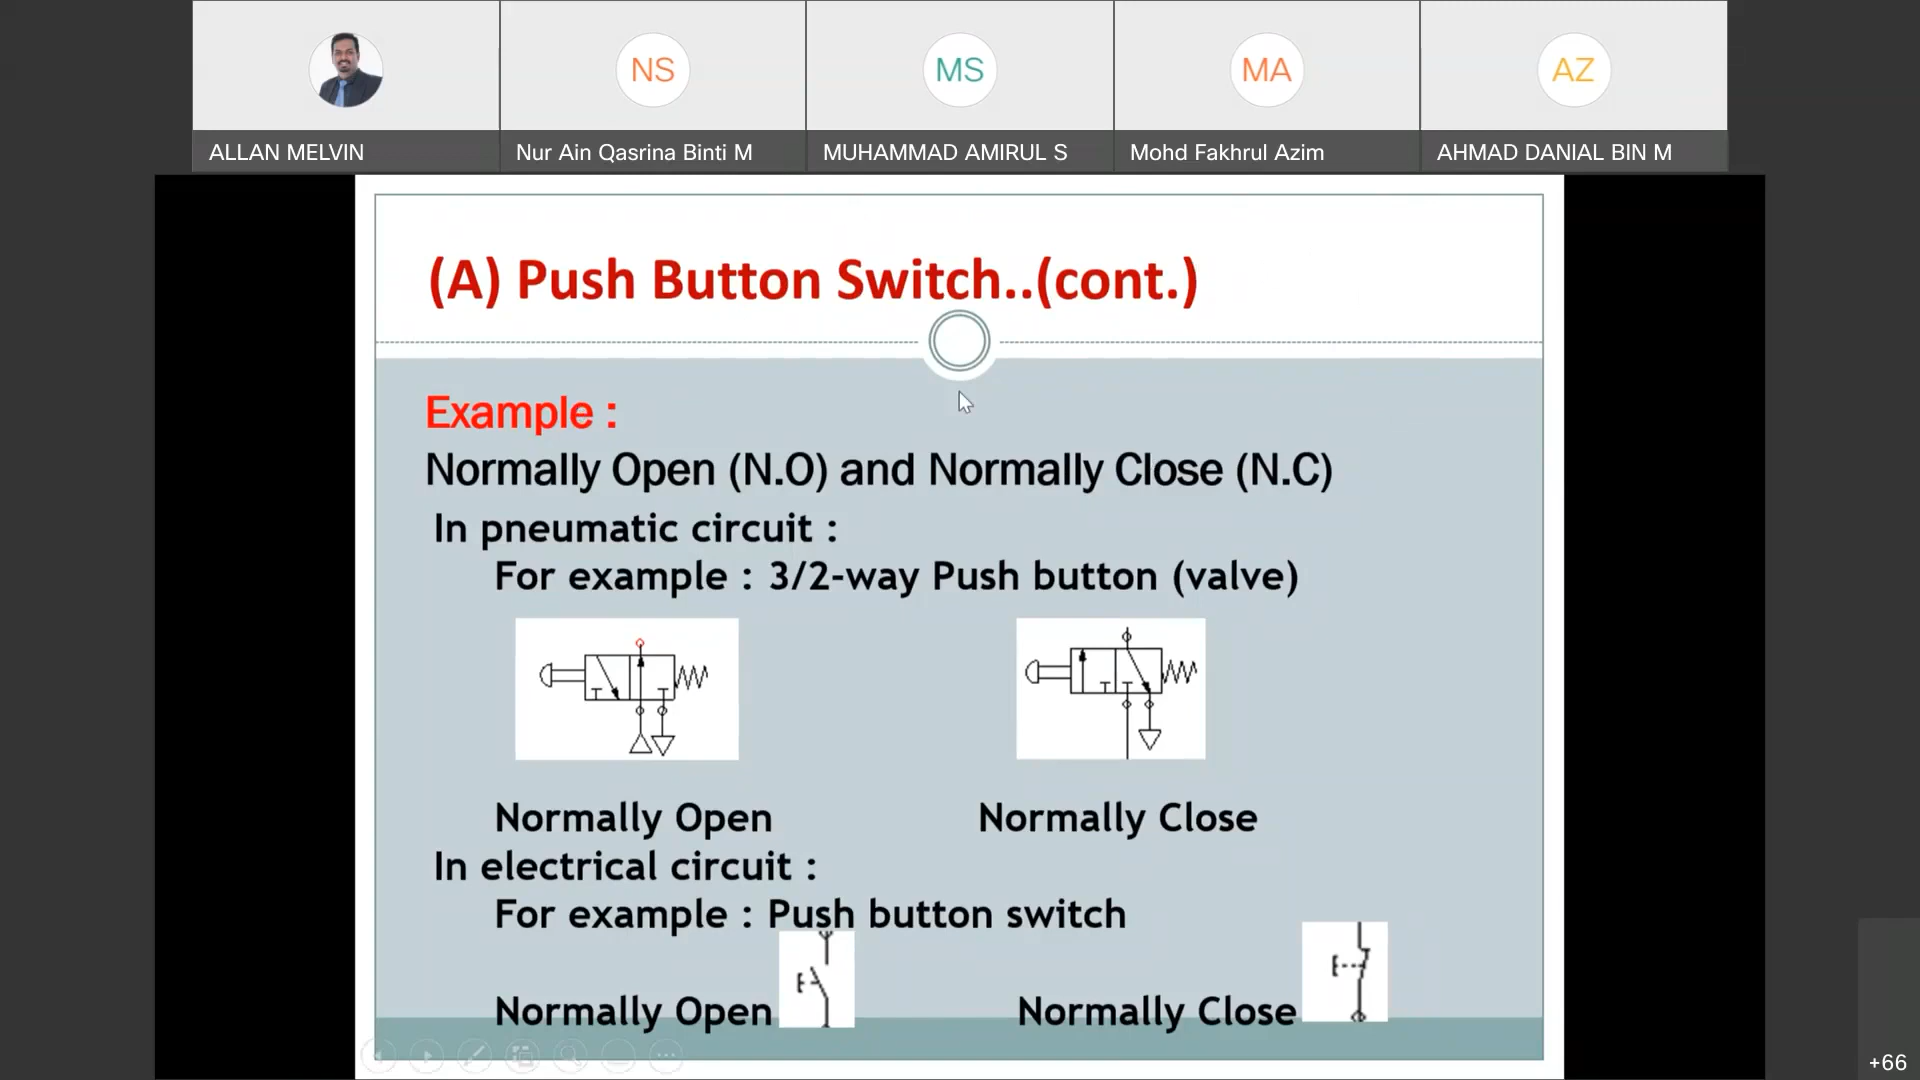 NS
MS
MA
AZ
ALLAN MELVIN
Nur Ain Qasrina Binti M
MUHAMMAD AMIRUL S
Mohd Fakhrul Azim
AHMAD DANIAL BIN M
(A) Push Button Switch..(cont.)
Example :
Normally Open (N.O) and Normally Close (N.C)
In pneumatic circuit :
For example : 3/2-way Push button (valve)
Normally Open
Normally Close
In electrical circuit :
For example : Push button switch
Normally Open
Normally Close
+66